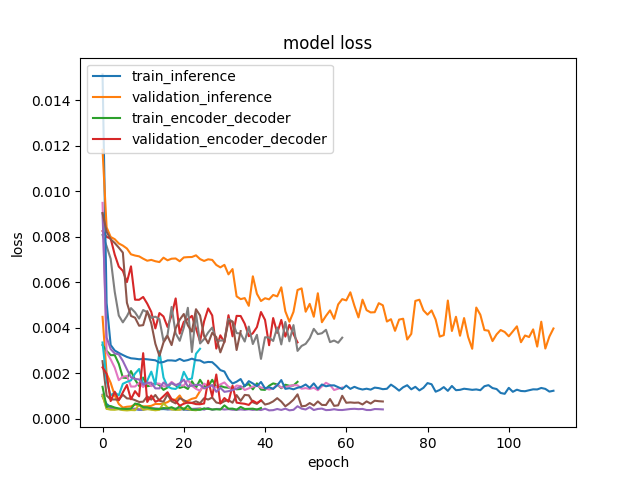 model loss
train_inference
validation_inference
train_encoder_decoder
validation_encoder_decoder
0.014
0.012
0.010
0.008
0.006
0.004
0.002
0.000
loss
0 20 40 60 80 100
epoch